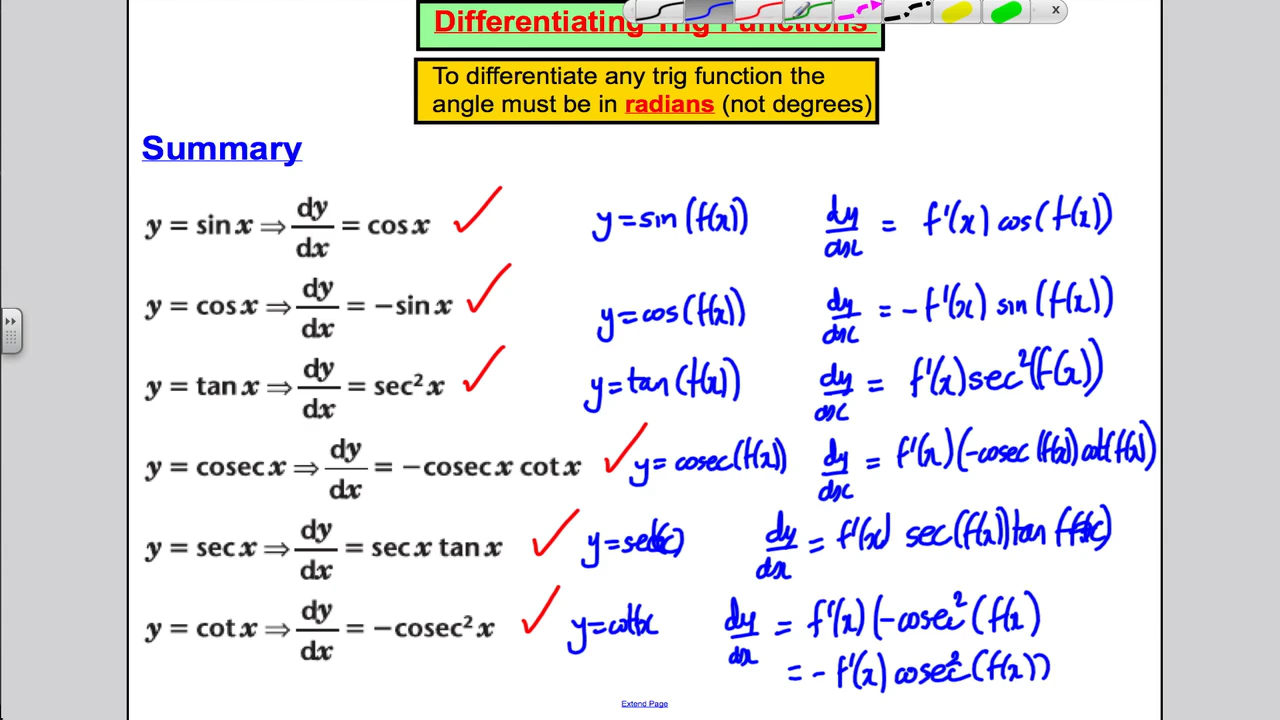 Differentiating Trig Functions
x
To differentiate any trig function the
angle must be in radians (not degrees)
Summary
y = sin x ⇒ dy/dx = cos x ✓ y = sin (f(x)) dy/dx = f'(x) cos (f(x))
y = cos x ⇒ dy/dx = −sin x ✓ y = cos (f(x)) dy/dx = −f'(x) sin (f(x))
y = tan x ⇒ dy/dx = sec² x ✓ y = tan (f(x)) dy/dx = f'(x) sec² (f(x))
y = cosec x ⇒ dy/dx = −cosec x cot x ✓ y = cosec (f(x)) dy/dx = f'(x) (−cosec (f(x)) cot (f(x))
y = sec x ⇒ dy/dx = sec x tan x ✓ y = dy/dx = f'(x) sec (f(x)) tan
y = cot x ⇒ dy/dx = −cosec² x ✓ y = dy/dx = f'(x) (−cosec² (f(x)
= −f'(x) cosec² (f(x))
Extend Page